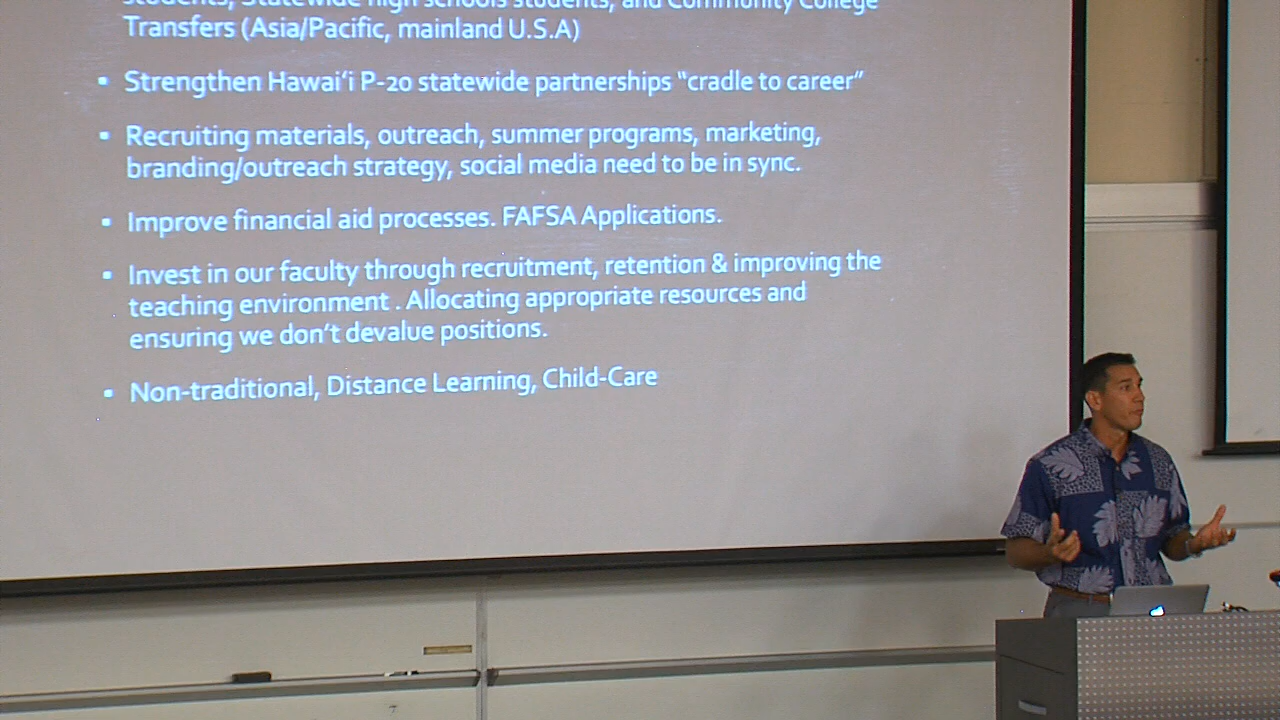 students, Statewide high schools students, and Community College
Transfers (Asia/Pacific, mainland U.S.A)
▪ Strengthen Hawaiʻi P-20 statewide partnerships “cradle to career”
▪ Recruiting materials, outreach, summer programs, marketing,
branding/outreach strategy, social media need to be in sync.
▪ Improve financial aid processes. FAFSA Applications.
▪ Invest in our faculty through recruitment, retention & improving the
teaching environment . Allocating appropriate resources and
ensuring we don’t devalue positions.
▪ Non-traditional, Distance Learning, Child-Care